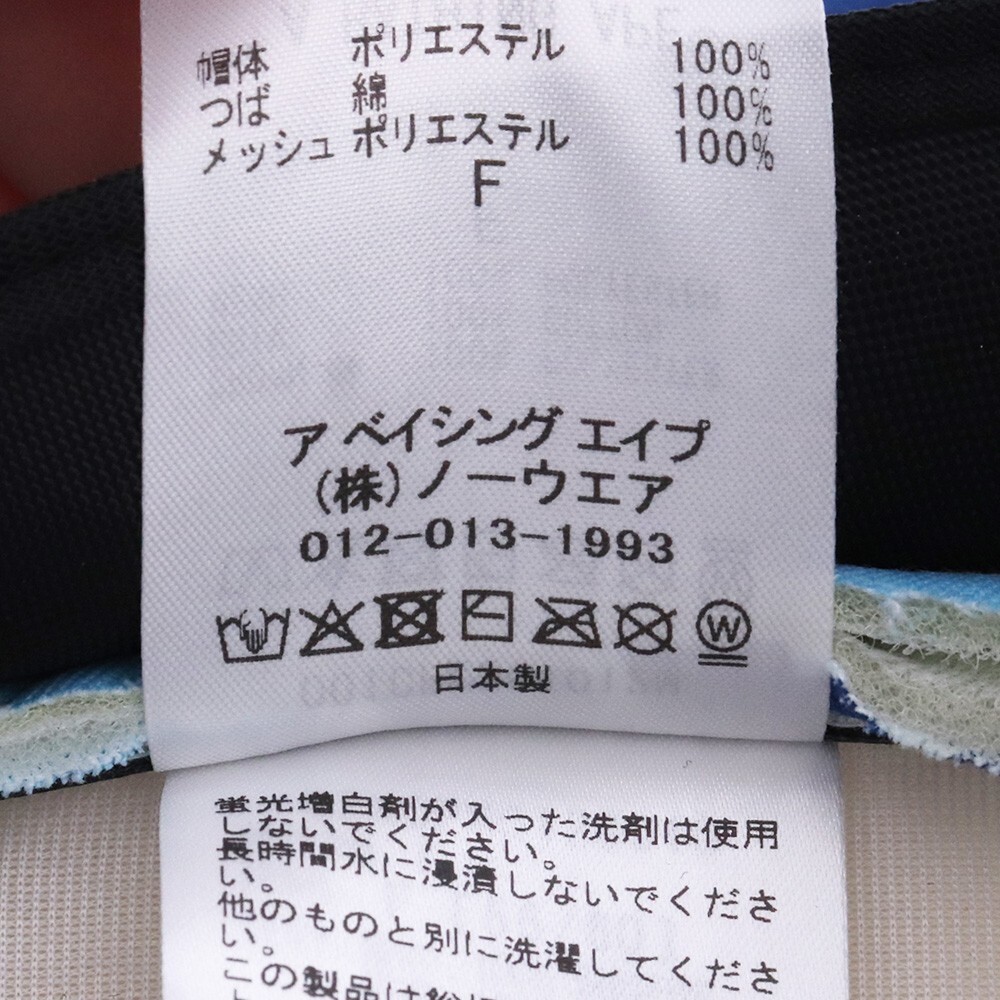 帽体 ポリエステル 100%
つば 綿 100%
メッシュ ポリエステル 100%
F
ア ベイシング エイプ
(株)ノーウエア
012-013-1993
W
日本製
蛍光増白剤が入った洗剤は使用
しないでください。
長時間水に浸漬しないでくださ
い。
他のものと別に洗濯してくださ
い。
この製品は